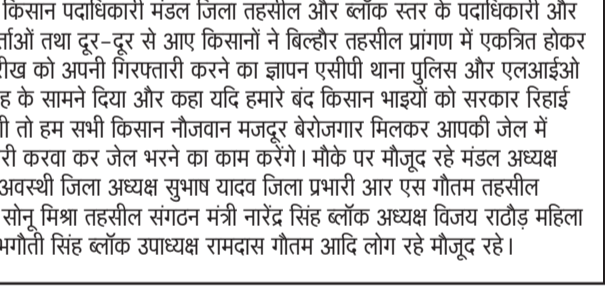 किसान पदाधिकारी मंडल जिला तहसील और ब्लॉक स्तर के पदाधिकारी और
र्ताओं तथा दूर-दूर से आए किसानों ने बिल्हौर तहसील प्रांगण में एकत्रित होकर
रीख को अपनी गिरफ्तारी करने का ज्ञापन एसीपी थाना पुलिस और एलआईओ
ह के सामने दिया और कहा यदि हमारे बंद किसान भाइयों को सरकार रिहाई
गी तो हम सभी किसान नौजवान मजदूर बेरोजगार मिलकर आपकी जेल में
री करवा कर जेल भरने का काम करेंगे। मौके पर मौजूद रहे मंडल अध्यक्ष
अवस्थी जिला अध्यक्ष सुभाष यादव जिला प्रभारी आर एस गौतम तहसील
सोनू मिश्रा तहसील संगठन मंत्री नारेंद्र सिंह ब्लॉक अध्यक्ष विजय राठौड़ महिला
भगौती सिंह ब्लॉक उपाध्यक्ष रामदास गौतम आदि लोग रहे मौजूद रहे।